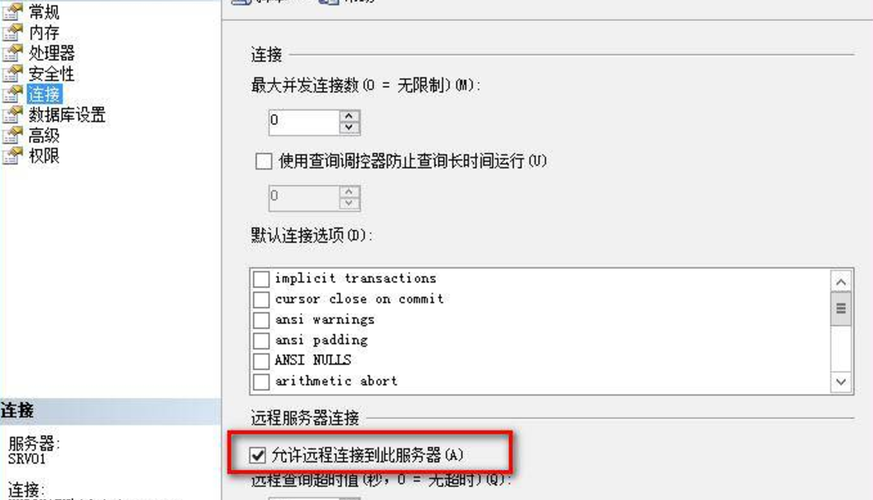 常规
内存
处理器
安全性
连接
数据库设置
高级
权限
连接
最大并发连接数(0 = 无限制)(M):
0
使用查询调控器防止查询长时间运行(U)
0
默认连接选项(D):
implicit transactions
cursor close on commit
ansi warnings
ansi padding
ANSI NULLS
arithmetic abort
远程服务器连接
允许远程连接到此服务器(A)
远程查询超时值(秒，0 = 无超时)(Q):
连接
服务器:
SRV01
连接: